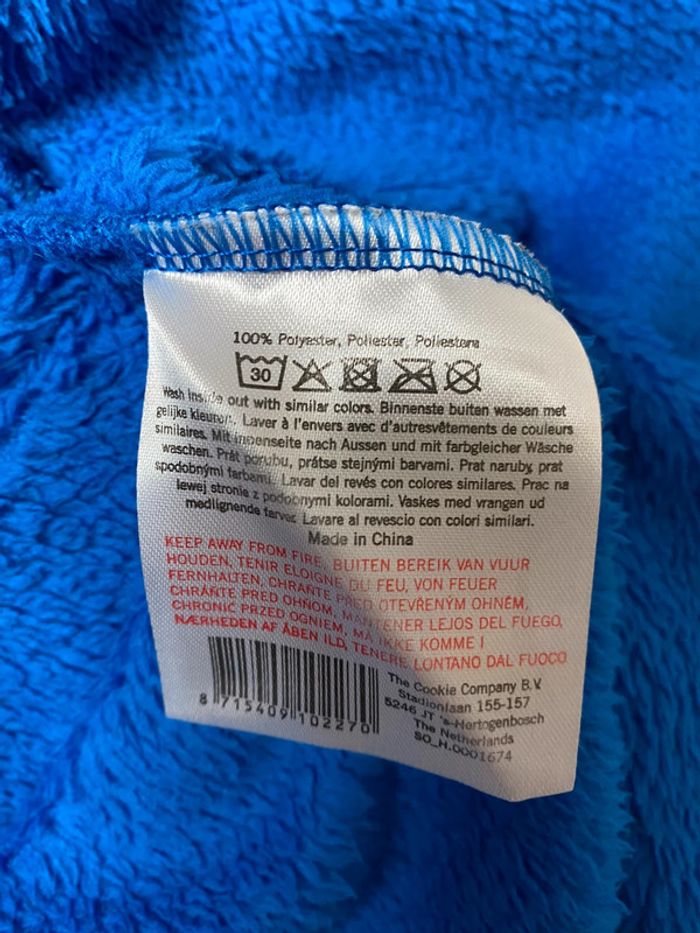 100% Polyester, Poliester, Poliestere
30
Wash inside out with similar colors. Binnenste buiten wassen met
gelijke kleuren. Laver à l'envers avec d'autresvêtements de couleurs
similaires. Mit innenseite nach Aussen und mit farbgleicher Wäsche
waschen. Prát porubu, prátse stejnými barvami. Prat naruby, prat
spodobnými farbami. Lavar del revés con colores similares. Prac na
lewej stronie z podobnymi kolorami. Vaskes med vrangen ud
medlignende farver. Lavare al revescio con colori similari.
Made in China
KEEP AWAY FROM FIRE, BUITEN BEREIK VAN VUUR
HOUDEN, TENIR ELOIGNE DU FEU, VON FEUER
FERNHALTEN, CHRAŇTE PRED OTEVŘENÝM OHNĚM,
CHRÁŇTE PRED OHŇOM, MANTENER LEJOS DEL FUEGO,
CHRONIĆ PRZED OGNIEM, MÅ IKKE KOMME I
NÆRHEDEN AF ÅBEN ILD, TENERE LONTANO DAL FUOCO
8 715409 102270
The Cookie Company B.V.
Stadionlaan 155-157
5246 JT 's-Hertogenbosch
The Netherlands
SO_H.0001674